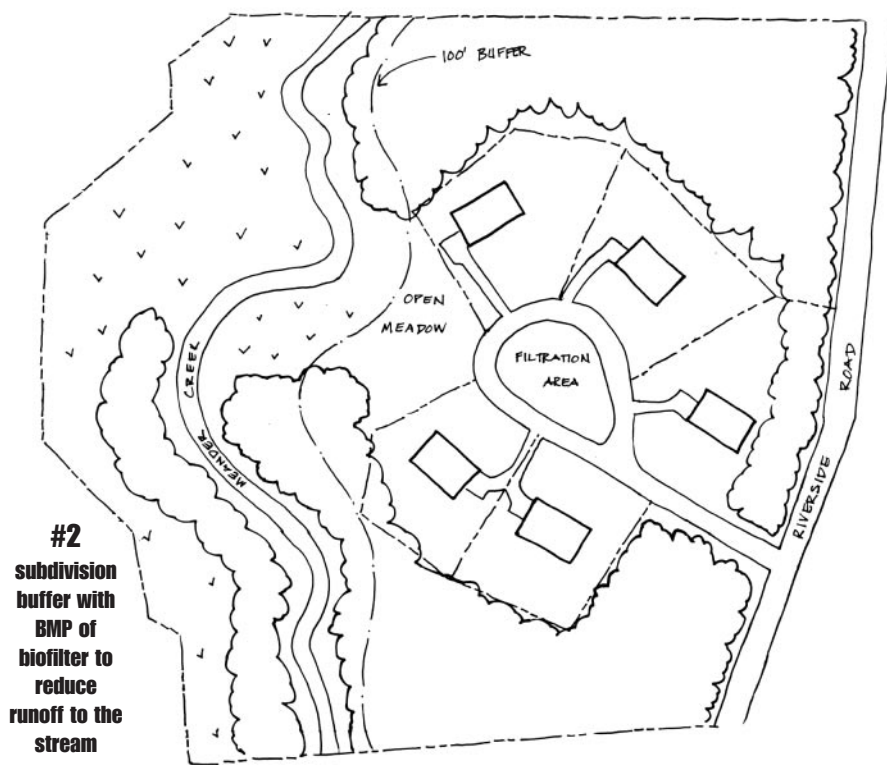 100' BUFFER
OPEN
MEADOW
FILTRATION
AREA
MEANDER CREEK
RIVERSIDE ROAD
#2
subdivision
buffer with
BMP of
biofilter to
reduce
runoff to the
stream